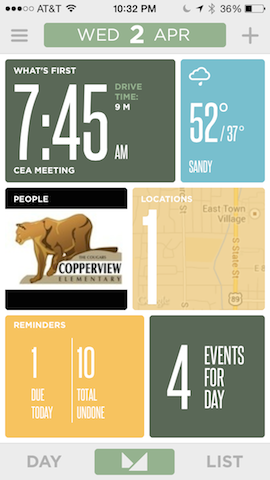 AT&T 10:32 PM 36%
WED 2 APR
WHAT'S FIRST
7:45 AM
DRIVE
TIME:
9 M
CEA MEETING
52°
/ 37°
SANDY
PEOPLE
THE COUGARS
COPPERVIEW
ELEMENTARY
LOCATIONS
1
East Town
Village
S State St
89
Google
REMINDERS
1
DUE
TODAY
10
TOTAL
UNDONE
4
EVENTS
FOR
DAY
DAY
LIST